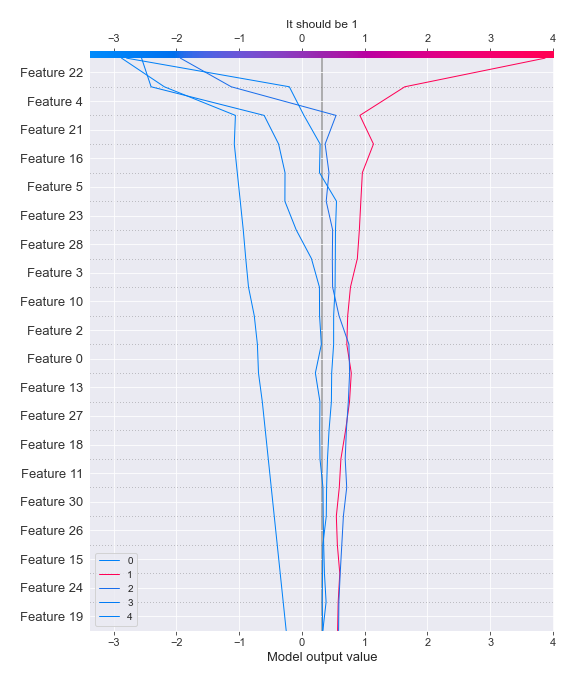 It should be 1
−3 −2 −1 0 1 2 3 4
Feature 22
Feature 4
Feature 21
Feature 16
Feature 5
Feature 23
Feature 28
Feature 3
Feature 10
Feature 2
Feature 0
Feature 13
Feature 27
Feature 18
Feature 11
Feature 30
Feature 26
Feature 15
Feature 24
Feature 19
0
1
2
3
4
−3 −2 −1 0 1 2 3 4
Model output value